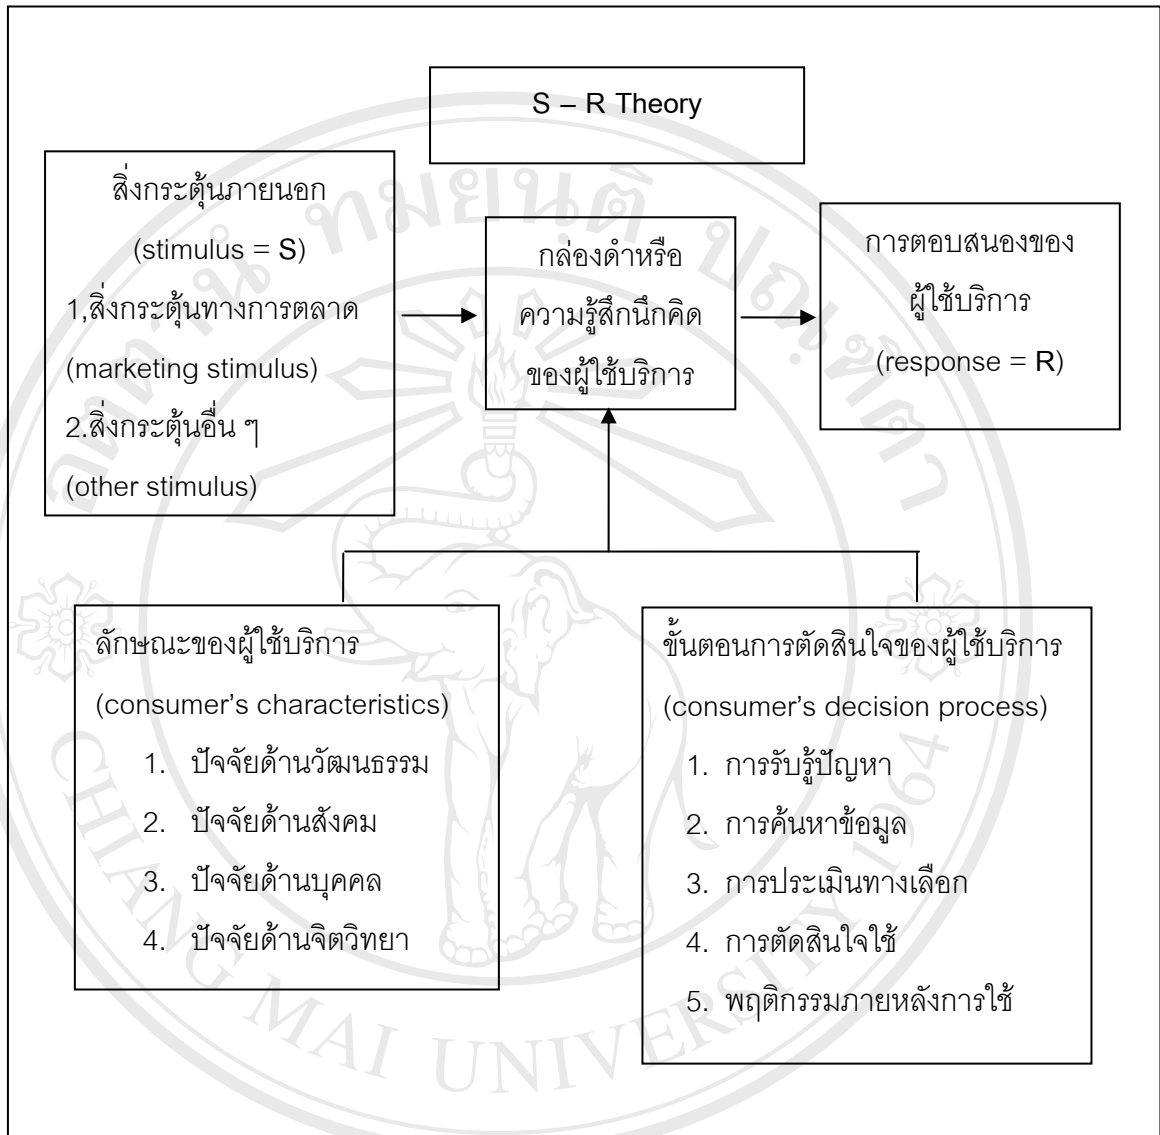 S – R Theory
สิ่งกระตุ้นภายนอก
(stimulus = S)
1,สิ่งกระตุ้นทางการตลาด
(marketing stimulus)
2.สิ่งกระตุ้นอื่น ๆ
(other stimulus)
กล่องดำหรือ
ความรู้สึกนึกคิด
ของผู้ใช้บริการ
การตอบสนองของ
ผู้ใช้บริการ
(response = R)
ลักษณะของผู้ใช้บริการ
(consumer’s characteristics)
1. ปัจจัยด้านวัฒนธรรม
2. ปัจจัยด้านสังคม
3. ปัจจัยด้านบุคคล
4. ปัจจัยด้านจิตวิทยา
ขั้นตอนการตัดสินใจของผู้ใช้บริการ
(consumer’s decision process)
1. การรับรู้ปัญหา
2. การค้นหาข้อมูล
3. การประเมินทางเลือก
4. การตัดสินใจใช้
5. พฤติกรรมภายหลังการใช้
CHIANG MAI UNIVERSITY 1964